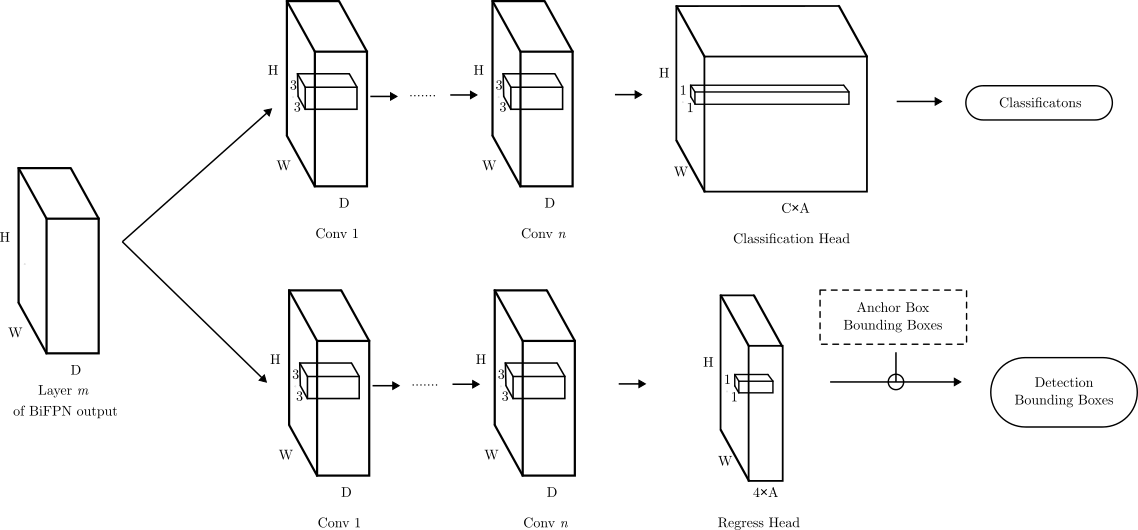 H
W
D
Layer m
of BiFPN output
H
3
3
W
D
Conv 1
.......
H
3
3
W
D
Conv n
H
1
1
W
C×A
Classification Head
Classificatons
H
3
3
W
D
Conv 1
.......
H
3
3
W
D
Conv n
H
1
1
W
4×A
Regress Head
Anchor Box
Bounding Boxes
Detection
Bounding Boxes